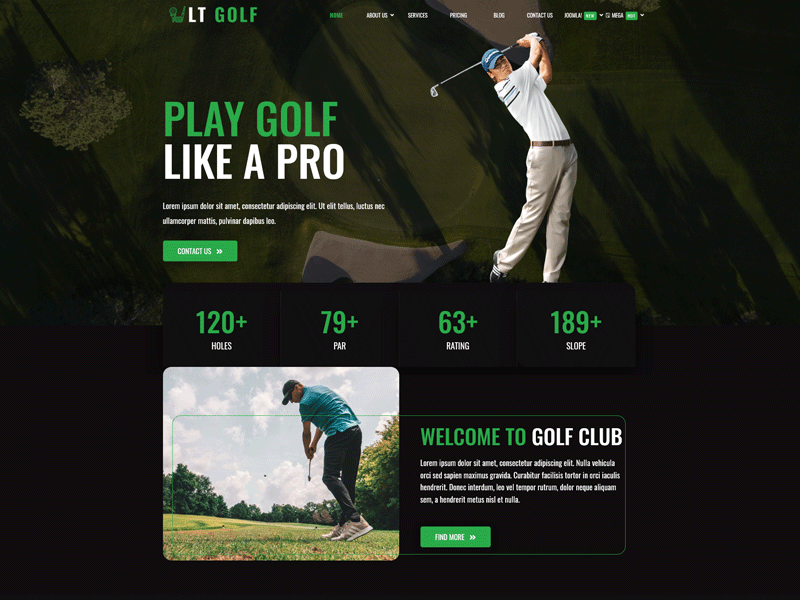 LT GOLF
HOME ABOUT US SERVICES PRICING BLOG CONTACT US JOOMLA! NEW MEGA HOT
PLAY GOLF
LIKE A PRO
Lorem ipsum dolor sit amet, consectetur adipiscing elit. Ut elit tellus, luctus nec
ullamcorper mattis, pulvinar dapibus leo.
CONTACT US
120+ 79+ 63+ 189+
HOLES PAR RATING SLOPE
WELCOME TO GOLF CLUB
Lorem ipsum dolor sit amet, consectetur adipiscing elit. Nulla vehicula
orci sed sapien maximus gravida. Curabitur facilisis tortor in orci iaculis
hendrerit. Donec interdum, leo vel tempor rutrum, dolor neque aliquam
sem, a hendrerit metus nisl et nulla.
FIND MORE